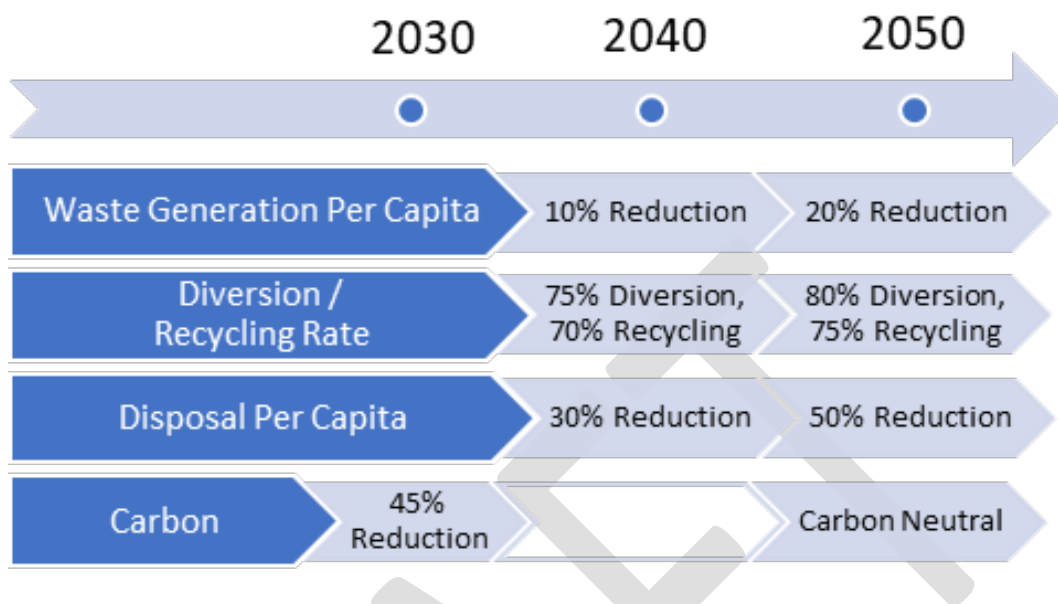 2030 2040 2050
Waste Generation Per Capita
10% Reduction
20% Reduction
Diversion /
Recycling Rate
75% Diversion,
70% Recycling
80% Diversion,
75% Recycling
Disposal Per Capita
30% Reduction
50% Reduction
Carbon
45%
Reduction
Carbon Neutral